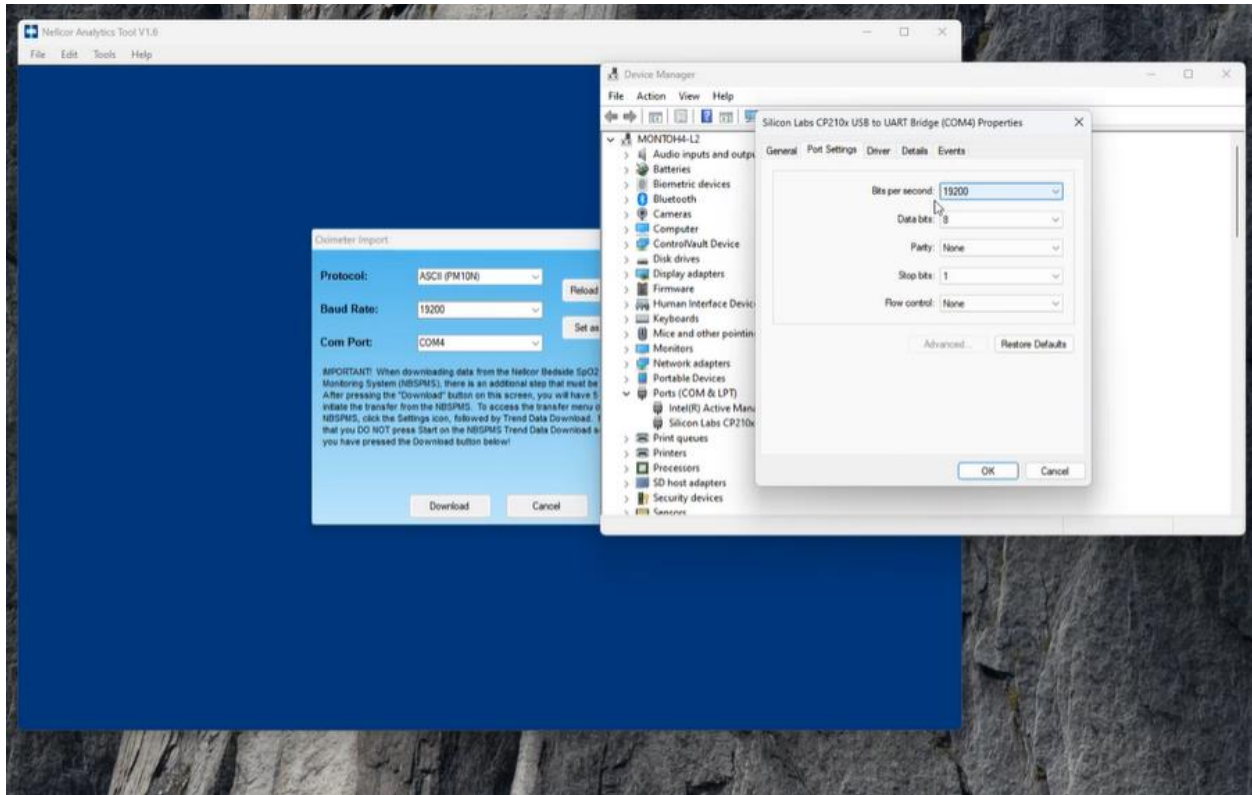 Nellcor Analytics Tool V1.6
File Edit Tools Help
Device Manager
File Action View Help
MONTOH4-L2
Audio inputs and outpu
Batteries
Biometric devices
Bluetooth
Cameras
Computer
ControlVault Device
Disk drives
Display adapters
Firmware
Human Interface Device
Keyboards
Mice and other pointin
Monitors
Network adapters
Portable Devices
Ports (COM & LPT)
Intel(R) Active Mana
Silicon Labs CP210x
Print queues
Printers
Processors
SD host adapters
Security devices
Sensors
Silicon Labs CP210x USB to UART Bridge (COM4) Properties
General Port Settings Driver Details Events
Bits per second: 19200
Data bits: 8
Parity: None
Stop bits: 1
Flow control: None
Advanced... Restore Defaults
OK Cancel
Oximeter Import
Protocol: ASCII (PM10N)
Reload
Baud Rate: 19200
Set as
Com Port: COM4
IMPORTANT! When downloading data from the Nellcor Bedside SpO2
Monitoring System (NBSPMS), there is an additional step that must be
After pressing the "Download" button on this screen, you will have 5
initiate the transfer from the NBSPMS. To access the transfer menu o
NBSPMS, click the Settings icon, followed by Trend Data Download.
that you DO NOT press Start on the NBSPMS Trend Data Download s
you have pressed the Download button below!
Download Cancel